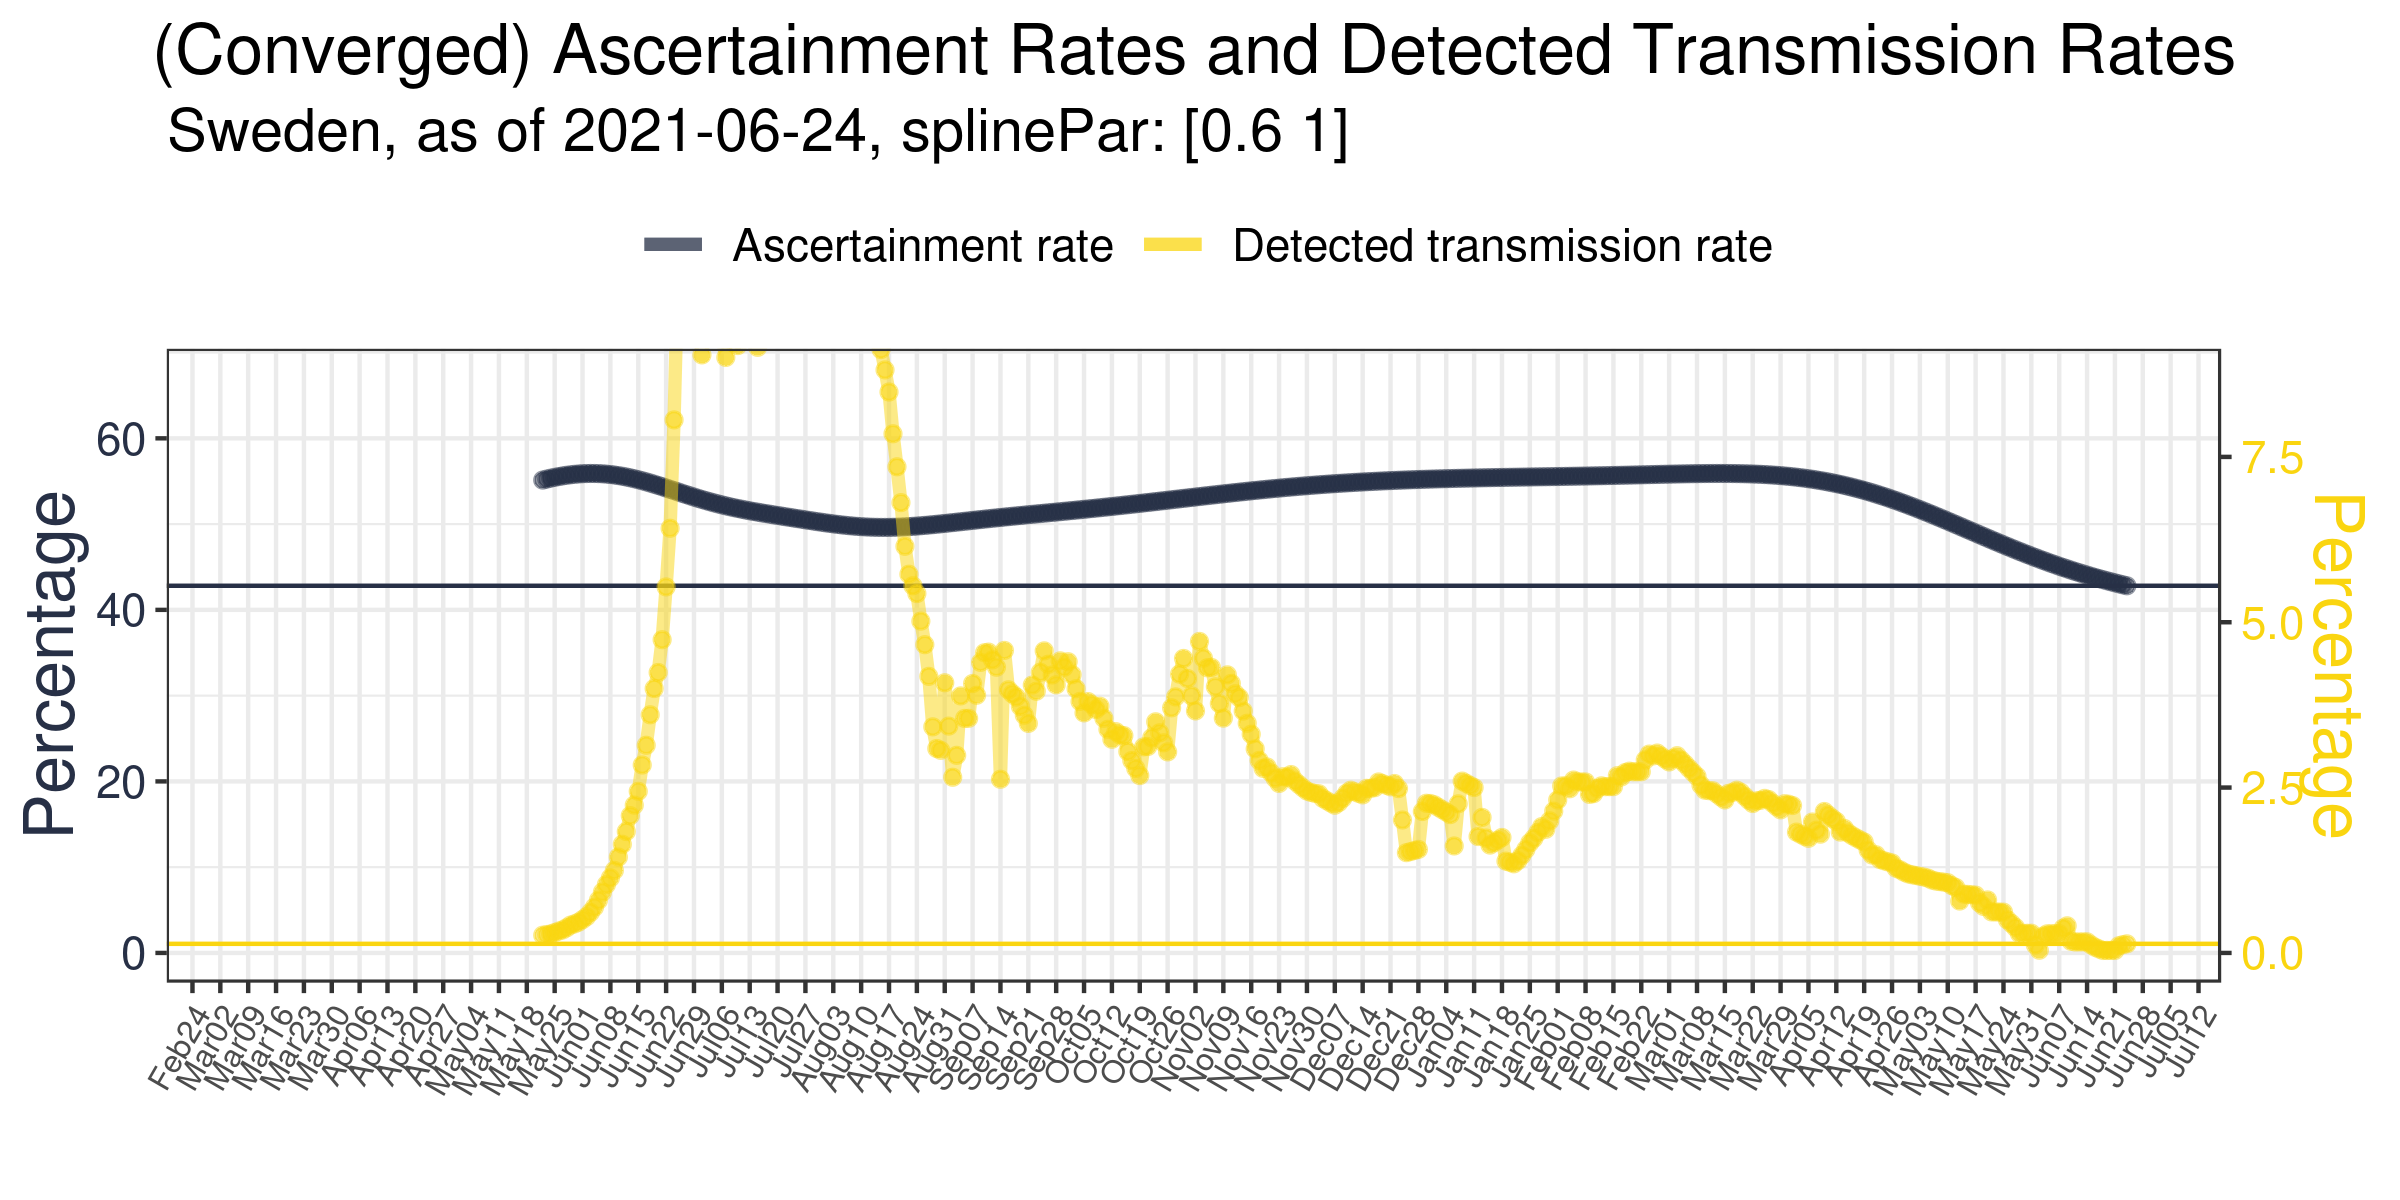 (Converged) Ascertainment Rates and Detected Transmission Rates
Sweden, as of 2021-06-24, splinePar: [0.6 1]
Ascertainment rate
Detected transmission rate
Percentage
60
40
20
0
7.5
5.0
2.5
0.0
Percentage
Feb24
Mar02
Mar09
Mar16
Mar23
Mar30
Apr06
Apr13
Apr20
Apr27
May04
May11
May18
May25
Jun01
Jun08
Jun15
Jun22
Jun29
Jul06
Jul13
Jul20
Jul27
Aug03
Aug10
Aug17
Aug24
Aug31
Sep07
Sep14
Sep21
Sep28
Oct05
Oct12
Oct19
Oct26
Nov02
Nov09
Nov16
Nov23
Nov30
Dec07
Dec14
Dec21
Dec28
Jan04
Jan11
Jan18
Jan25
Feb01
Feb08
Feb15
Feb22
Mar01
Mar08
Mar15
Mar22
Mar29
Apr05
Apr12
Apr19
Apr26
May03
May10
May17
May24
May31
Jun07
Jun14
Jun21
Jun28
Jul05
Jul12